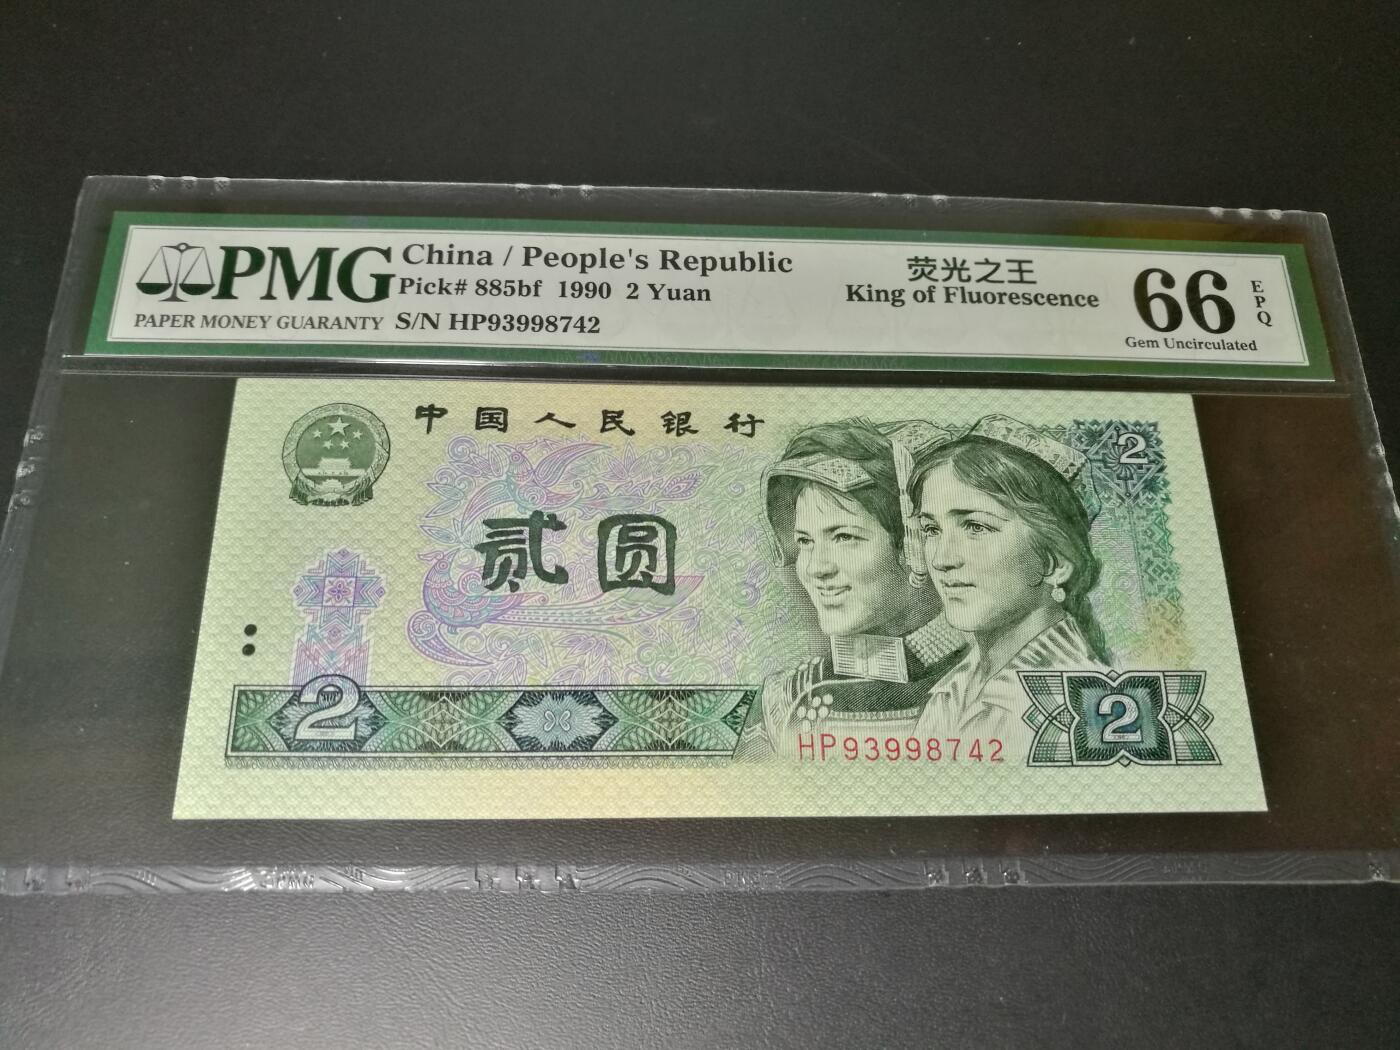 PMG
PAPER MONEY GUARANTY
China / People's Republic
Pick# 885bf 1990 2 Yuan
S/N HP93998742
荧光之王
King of Fluorescence
66
EPQ
Gem Uncirculated
中国人民银行
贰圆
2
2
2
HP93998742
PMG